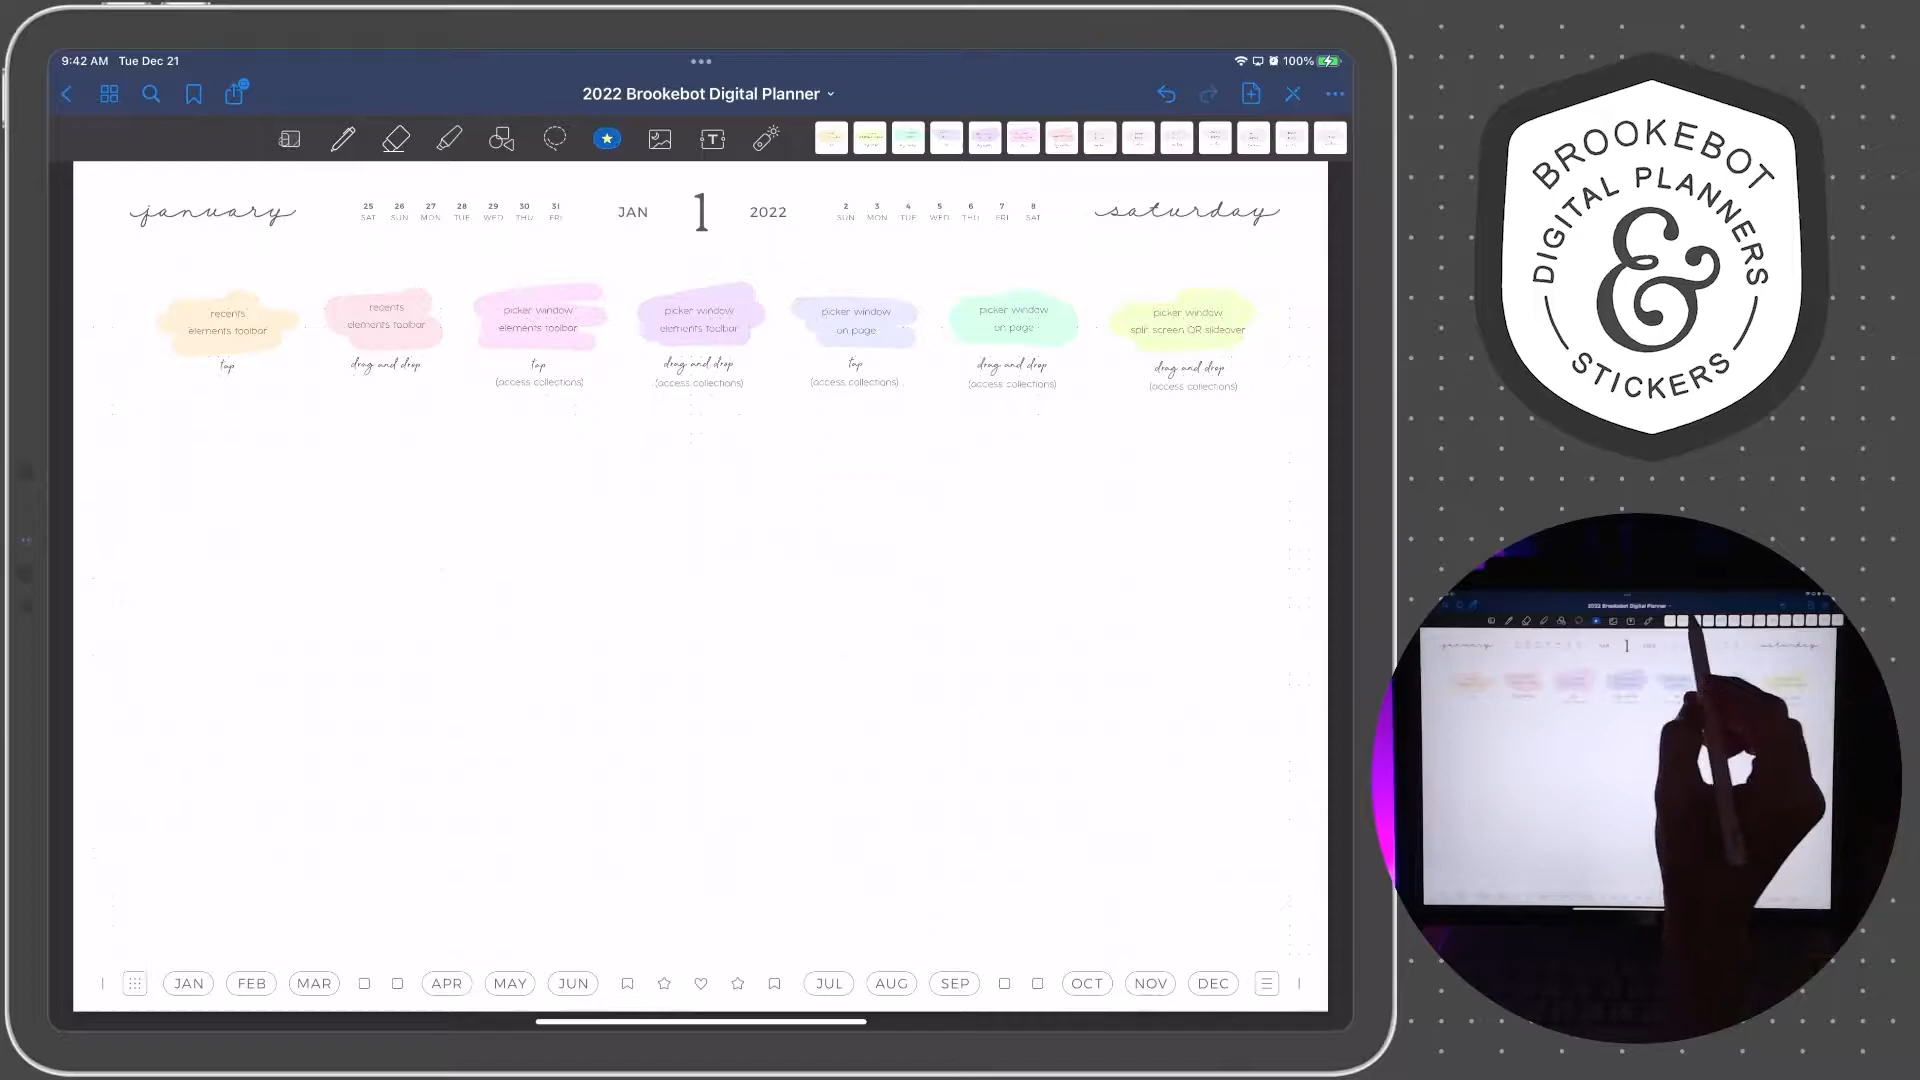 9:42 AM Tue Dec 21
100%
2022 Brookebot Digital Planner
january
25 26 27 28 29 30 31
SAT SUN MON TUE WED THU FRI
JAN 1 2022
2 3 4 5 6 7 8
SUN MON TUE WED THU FRI SAT
saturday
recents
elements toolbar
tap
recents
elements toolbar
drag and drop
picker window
elements toolbar
tap
(access collections)
picker window
elements toolbar
drag and drop
(access collections)
picker window
on page
tap
(access collections)
picker window
on page
drag and drop
(access collections)
picker window
split screen OR slideover
drag and drop
(access collections)
JAN FEB MAR APR MAY JUN JUL AUG SEP OCT NOV DEC
BROOKEBOT
DIGITAL PLANNERS
&
STICKERS
2022 Brookebot Digital Planner
1